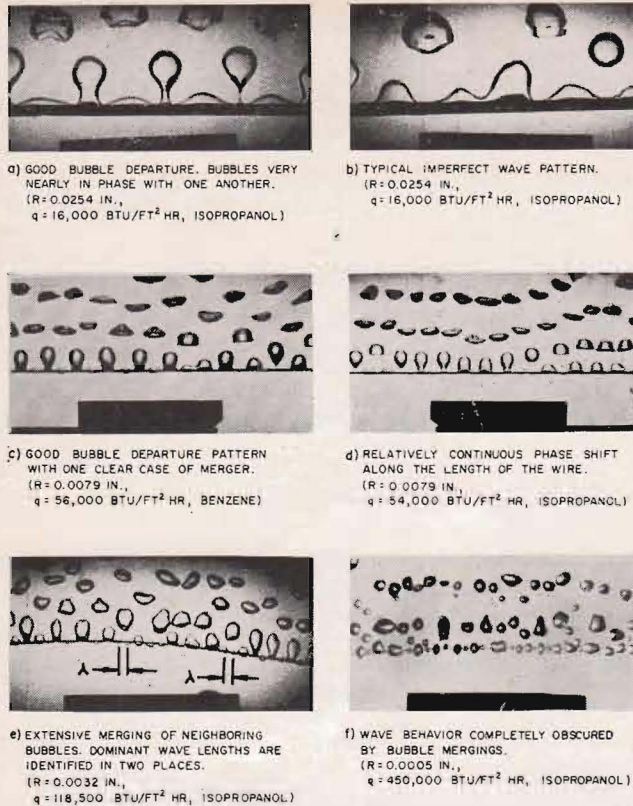 a) GOOD BUBBLE DEPARTURE. BUBBLES VERY
NEARLY IN PHASE WITH ONE ANOTHER.
(R=0.0254 IN.,
q=16,000 BTU/FT² HR, ISOPROPANOL)
b) TYPICAL IMPERFECT WAVE PATTERN.
(R=0.0254 IN.,
q=16,000 BTU/FT² HR, ISOPROPANOL)
c) GOOD BUBBLE DEPARTURE PATTERN
WITH ONE CLEAR CASE OF MERGER.
(R=0.0079 IN.,
q=56,000 BTU/FT² HR, BENZENE)
d) RELATIVELY CONTINUOUS PHASE SHIFT
ALONG THE LENGTH OF THE WIRE.
(R=0.0079 IN.,
q=54,000 BTU/FT² HR, ISOPROPANOL)
λ λ
e) EXTENSIVE MERGING OF NEIGHBORING
BUBBLES. DOMINANT WAVE LENGTHS ARE
IDENTIFIED IN TWO PLACES.
(R=0.0032 IN.,
q=118,500 BTU/FT² HR, ISOPROPANOL)
f) WAVE BEHAVIOR COMPLETELY OBSCURED
BY BUBBLE MERGINGS.
(R=0.0005 IN.,
q=450,000 BTU/FT² HR, ISOPROPANOL)